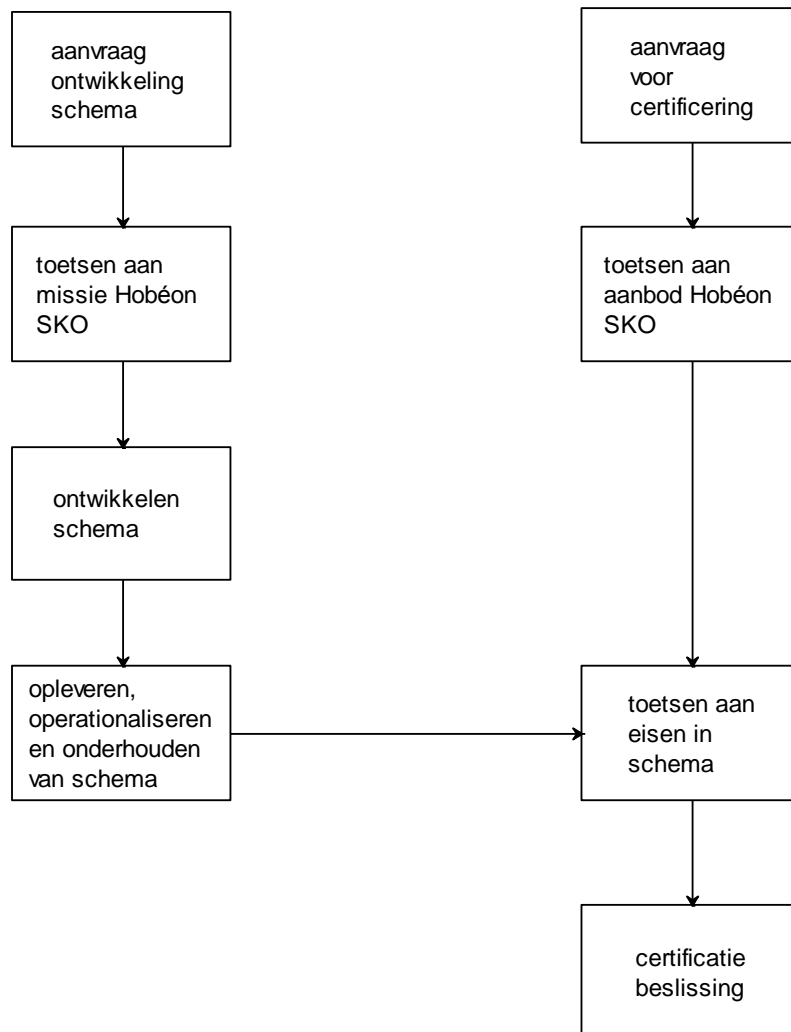 aanvraag
ontwikkeling
schema
toetsen aan
missie Hobéon
SKO
ontwikkelen
schema
opleveren,
operationaliseren
en onderhouden
van schema
aanvraag
voor
certificering
toetsen aan
aanbod Hobéon
SKO
toetsen aan
eisen in
schema
certificatie
beslissing